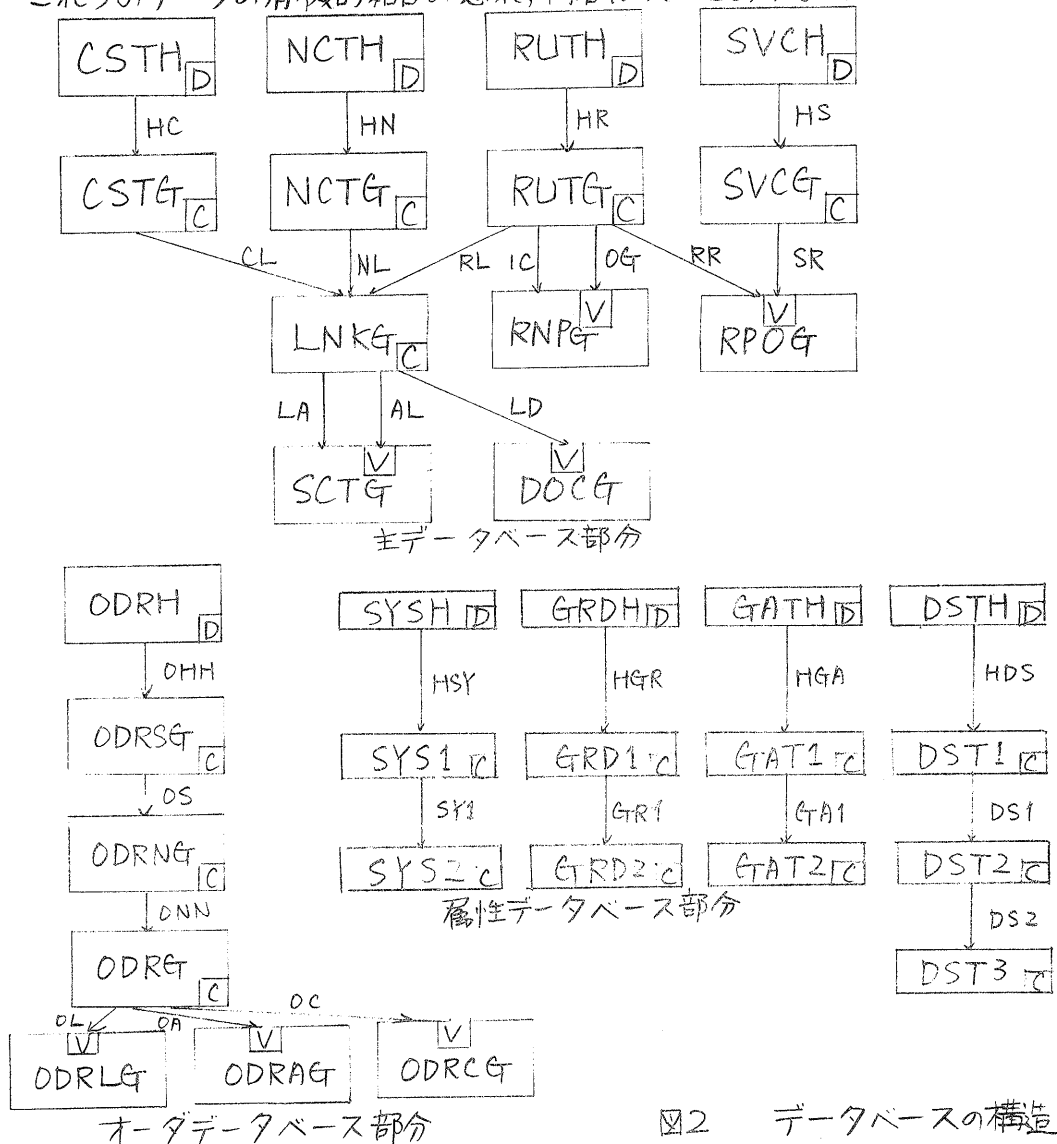 CSTH D NCTH D RUTH D SVCH D
HC HN HR HS
CSTG C NCTG C RUTG C SVCG C
CL NL RL IC OG RR SR
LNKG C RNPG V RPOG V
LA AL LD
SCTG V DOCG V
主データベース部分
ODRH D SYSH D GRDH D GATH D DSTH D
OHH HSY HGR HGA HDS
ODRSG C SYS1 C GRD1 C GAT1 C DST1 C
OS SY1 GR1 GA1 DS1
ODRNG C SYS2 C GRD2 C GAT2 C DST2 C
属性データベース部分
ONN DS2
ODRG C DST3 C
OL OA OC
ODRLG V ODRAG V ODRCG V
オーダデータベース部分
図2 データベースの構造